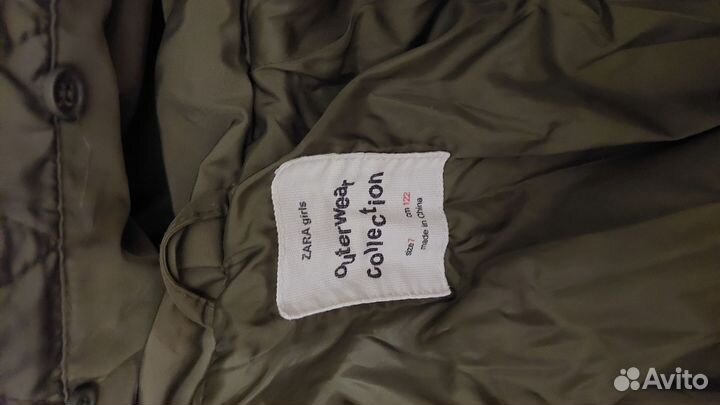 ZARA girls
outerwear
collection
size 7 cm 122
made in china
Avito